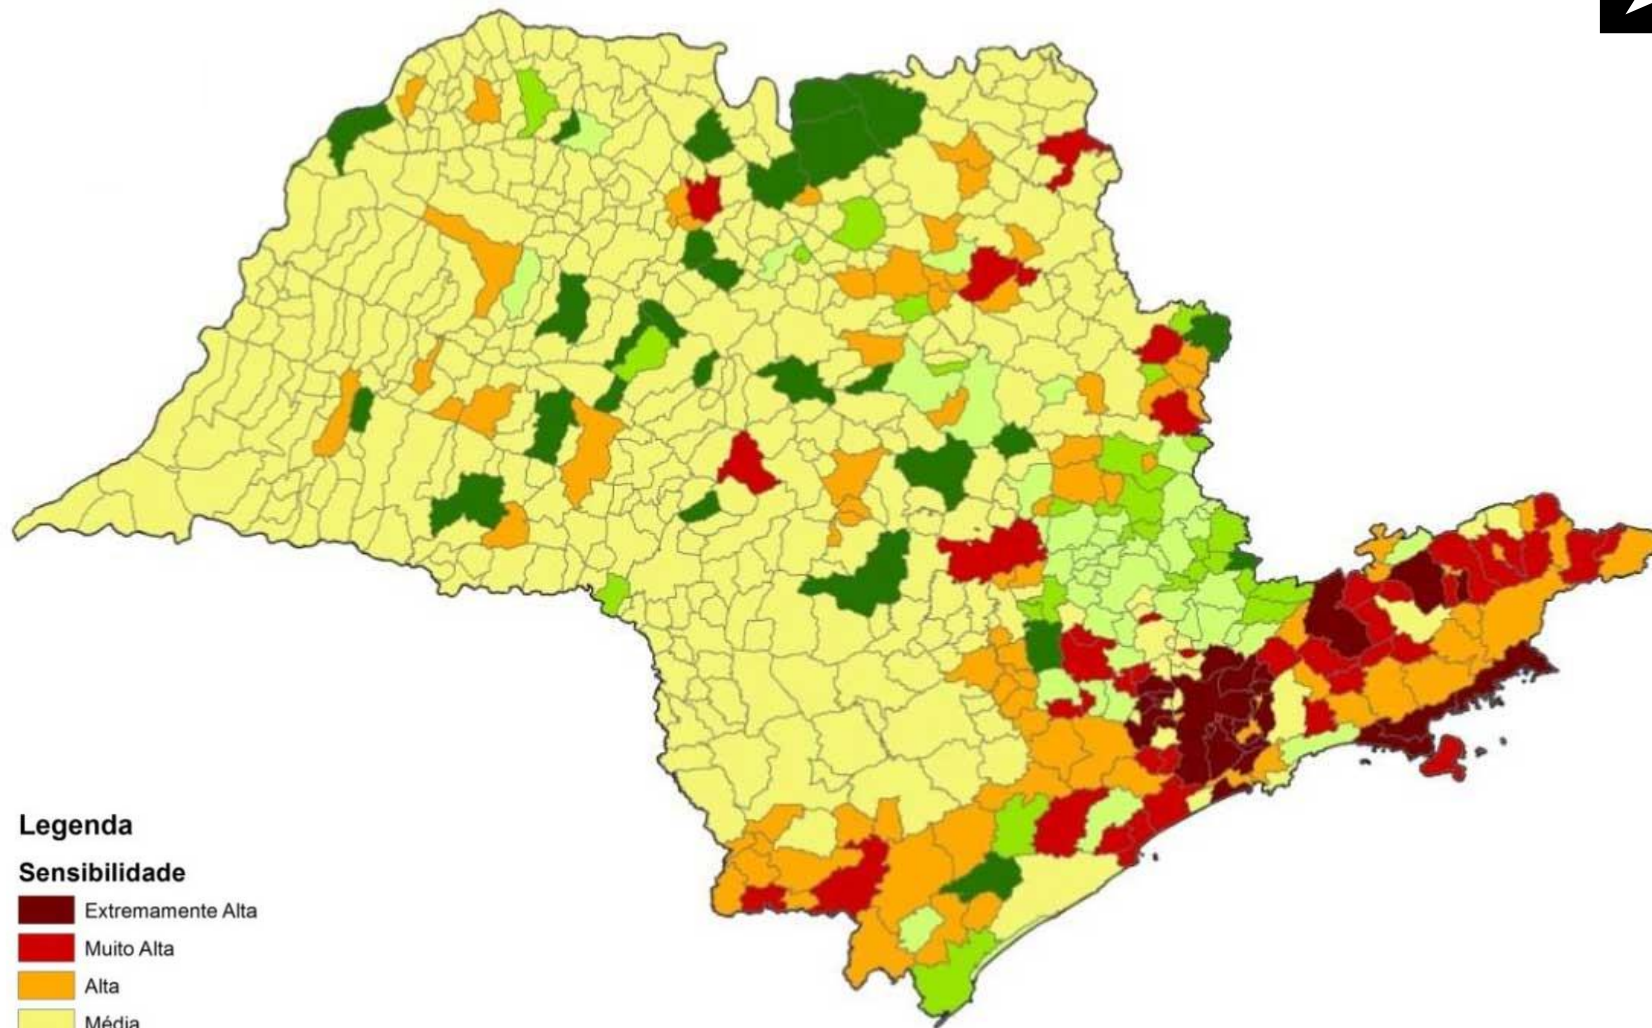 Legenda
Sensibilidade
Extremamente Alta
Muito Alta
Alta
Média